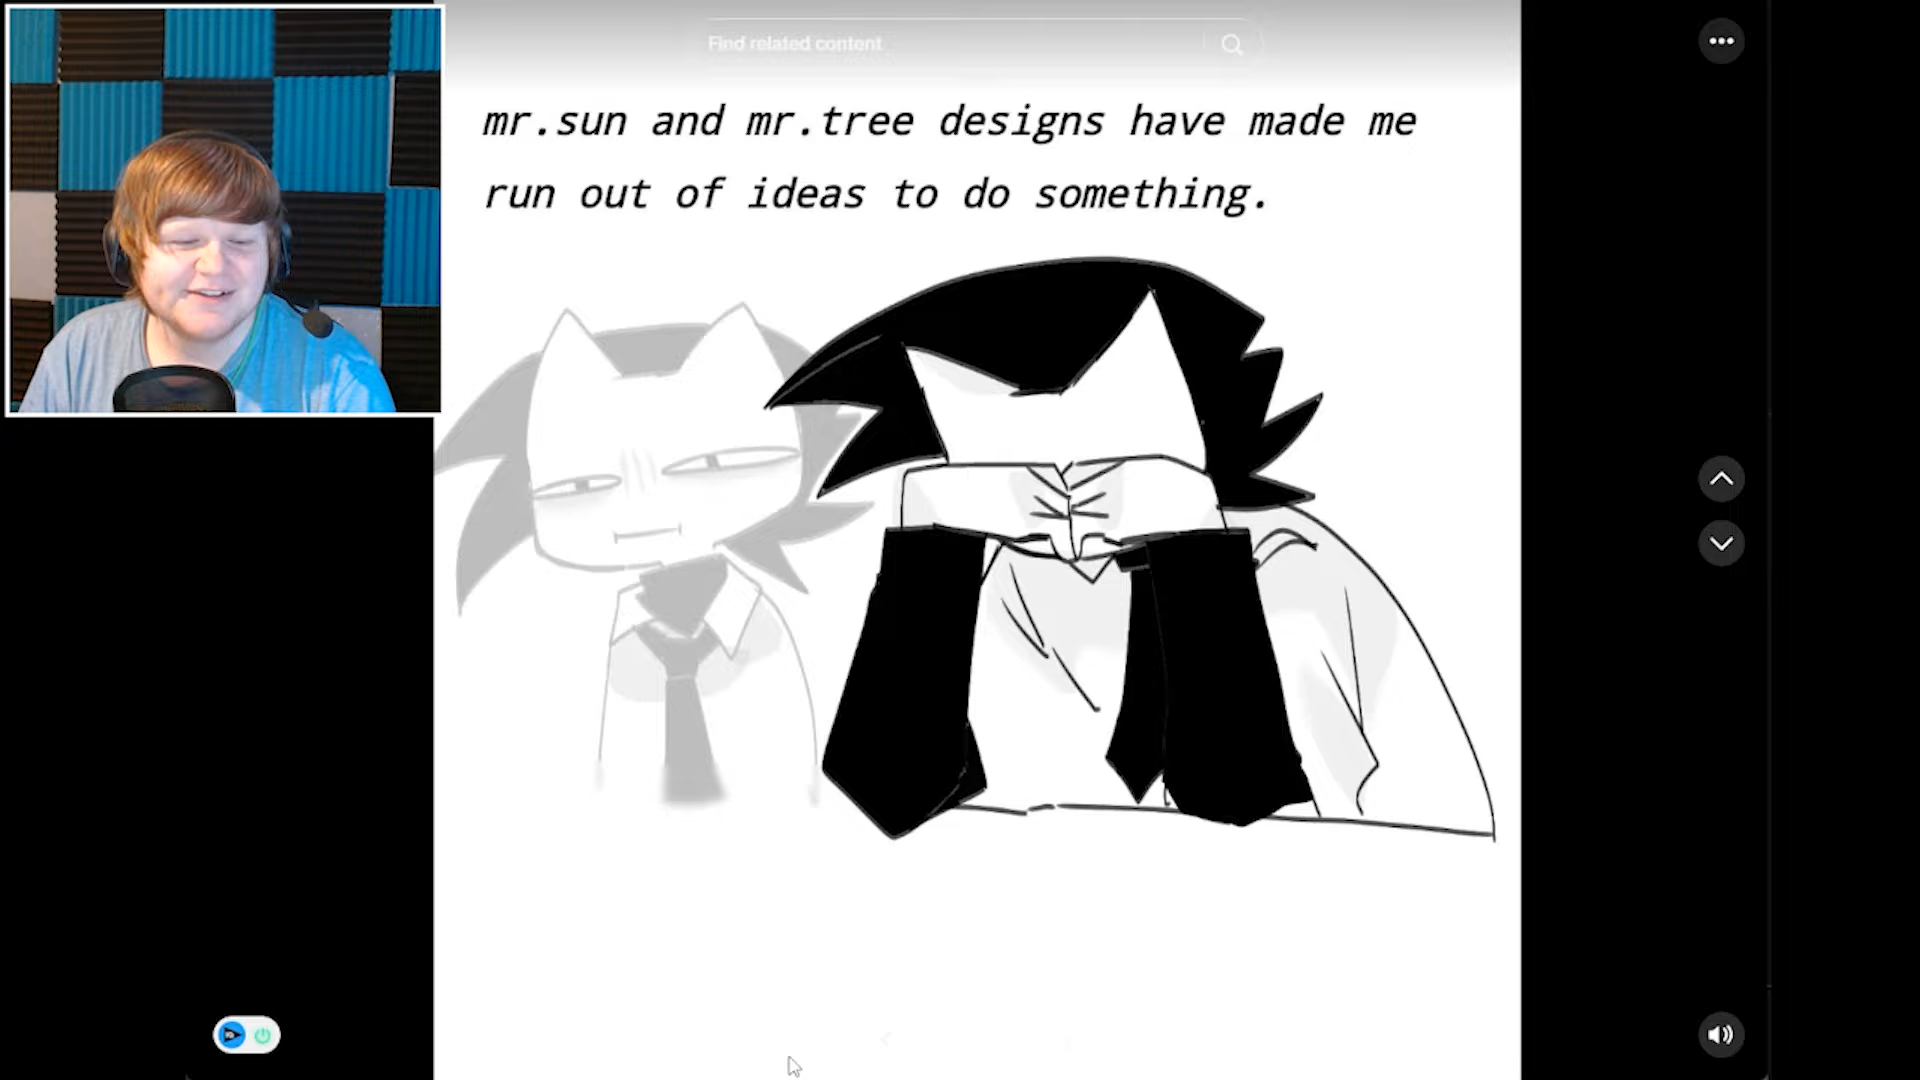 Find related content
mr.sun and mr.tree designs have made me
run out of ideas to do something.